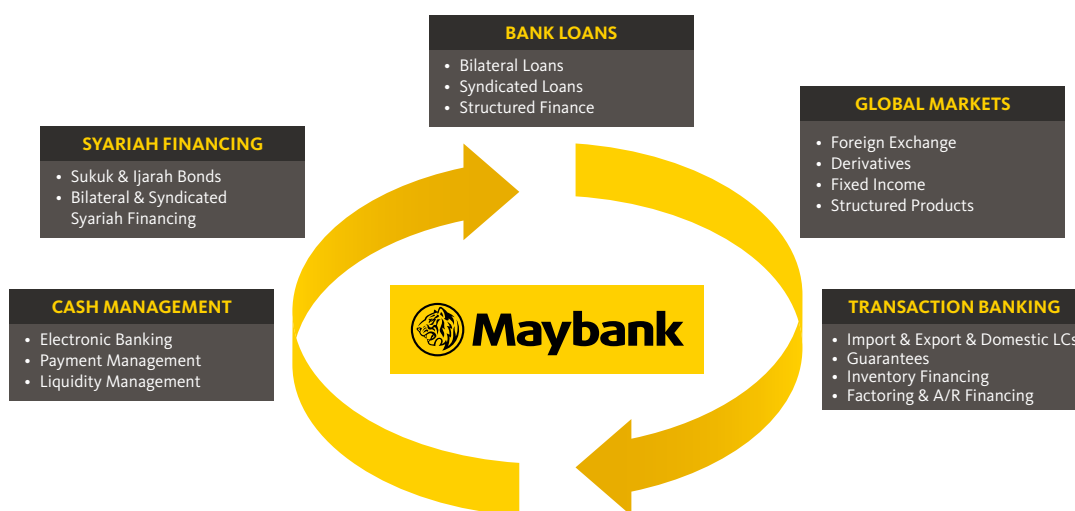 BANK LOANS
• Bilateral Loans
• Syndicated Loans
• Structured Finance
GLOBAL MARKETS
• Foreign Exchange
• Derivatives
• Fixed Income
• Structured Products
SYARIAH FINANCING
• Sukuk & Ijarah Bonds
• Bilateral & Syndicated
Syariah Financing
CASH MANAGEMENT
• Electronic Banking
• Payment Management
• Liquidity Management
Maybank
TRANSACTION BANKING
• Import & Export & Domestic LCs
• Guarantees
• Inventory Financing
• Factoring & A/R Financing